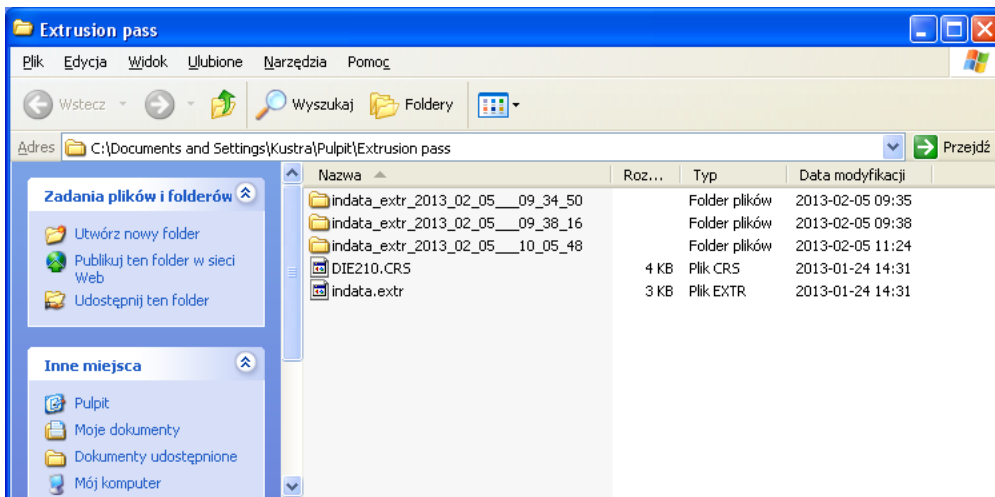 Extrusion pass
Plik Edycja Widok Ulubione Narzędzia Pomoc
Wstecz Wyszukaj Foldery
Adres C:\Documents and Settings\Kustra\Pulpit\Extrusion pass Przejdź
Zadania plików i folderów
Utwórz nowy folder
Publikuj ten folder w sieci
Web
Udostępnij ten folder
Inne miejsca
Pulpit
Moje dokumenty
Dokumenty udostępnione
Mój komputer
Nazwa Roz... Typ Data modyfikacji
indata_extr_2013_02_05___09_34_50 Folder plików 2013-02-05 09:35
indata_extr_2013_02_05___09_38_16 Folder plików 2013-02-05 09:38
indata_extr_2013_02_05___10_05_48 Folder plików 2013-02-05 11:24
DIE210.CRS 4 KB Plik CRS 2013-01-24 14:31
indata.extr 3 KB Plik EXTR 2013-01-24 14:31